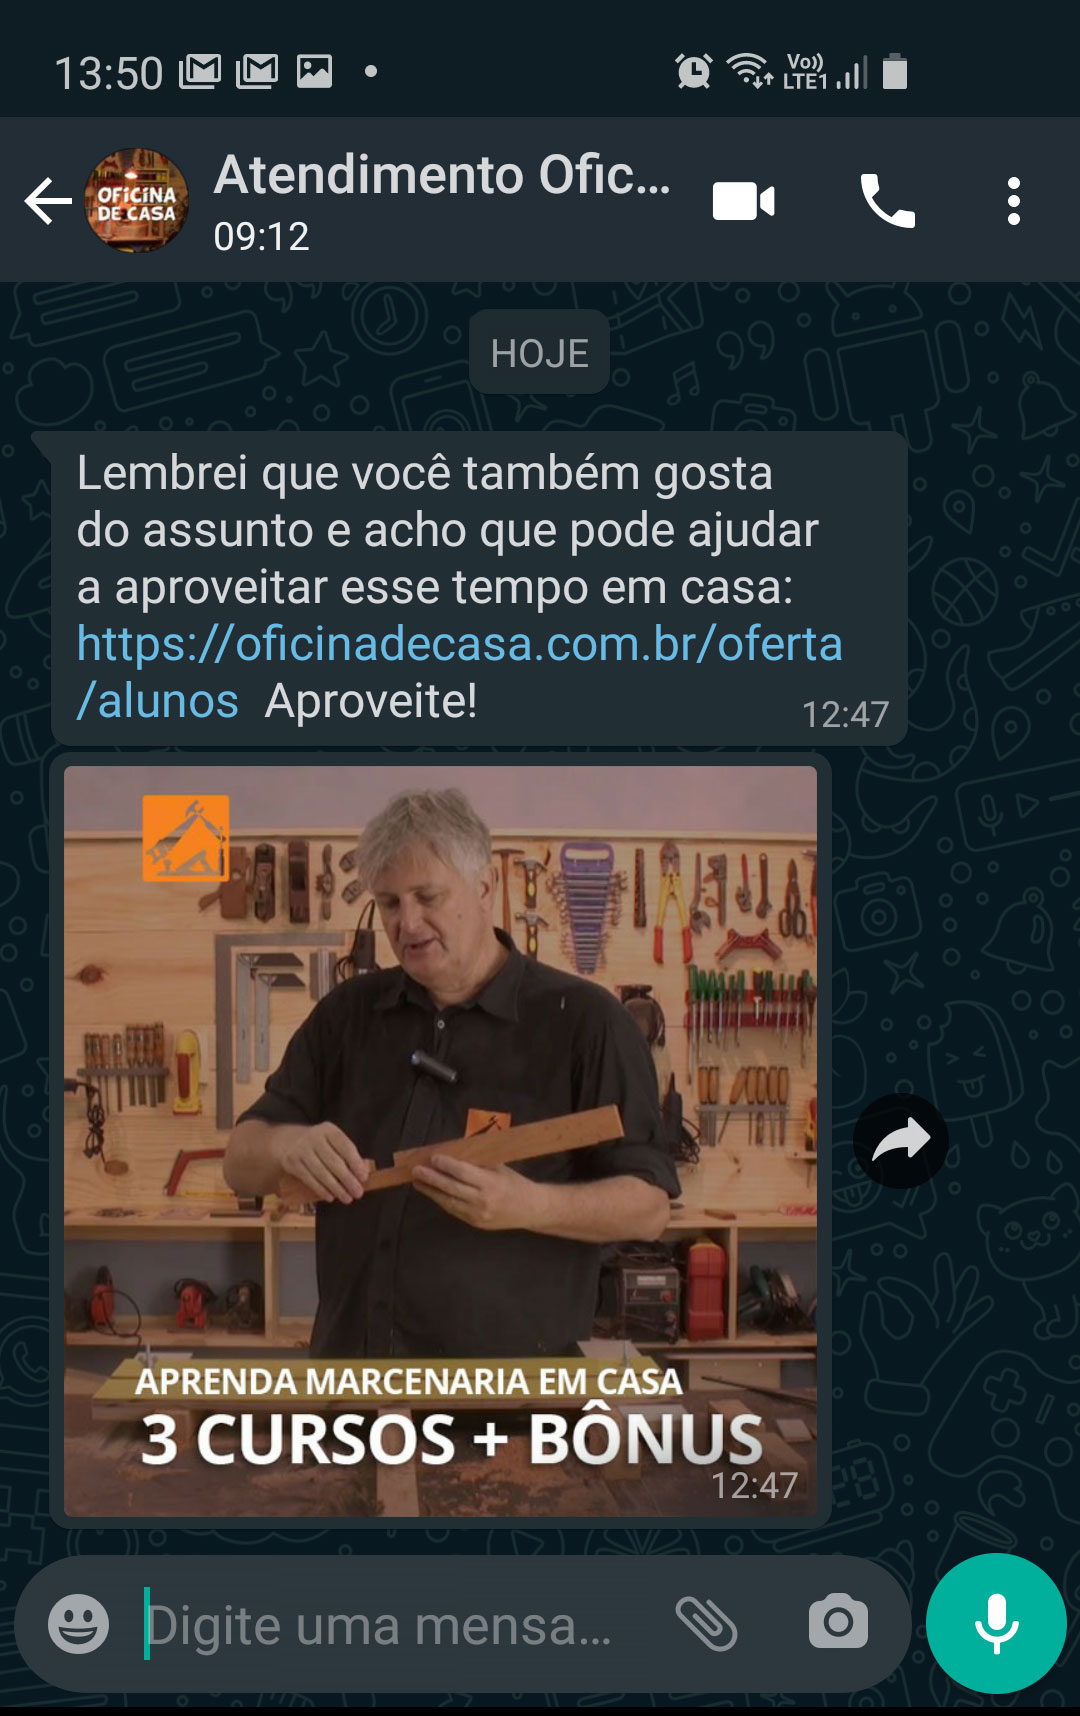 13:50
Vo))
LTE1
OFICINA
DE CASA
Atendimento Ofic...
09:12
HOJE
Lembrei que você também gosta
do assunto e acho que pode ajudar
a aproveitar esse tempo em casa:
https://oficinadecasa.com.br/oferta
/alunos Aproveite!
12:47
APRENDA MARCENARIA EM CASA
3 CURSOS + BÔNUS
12:47
Digite uma mensa...